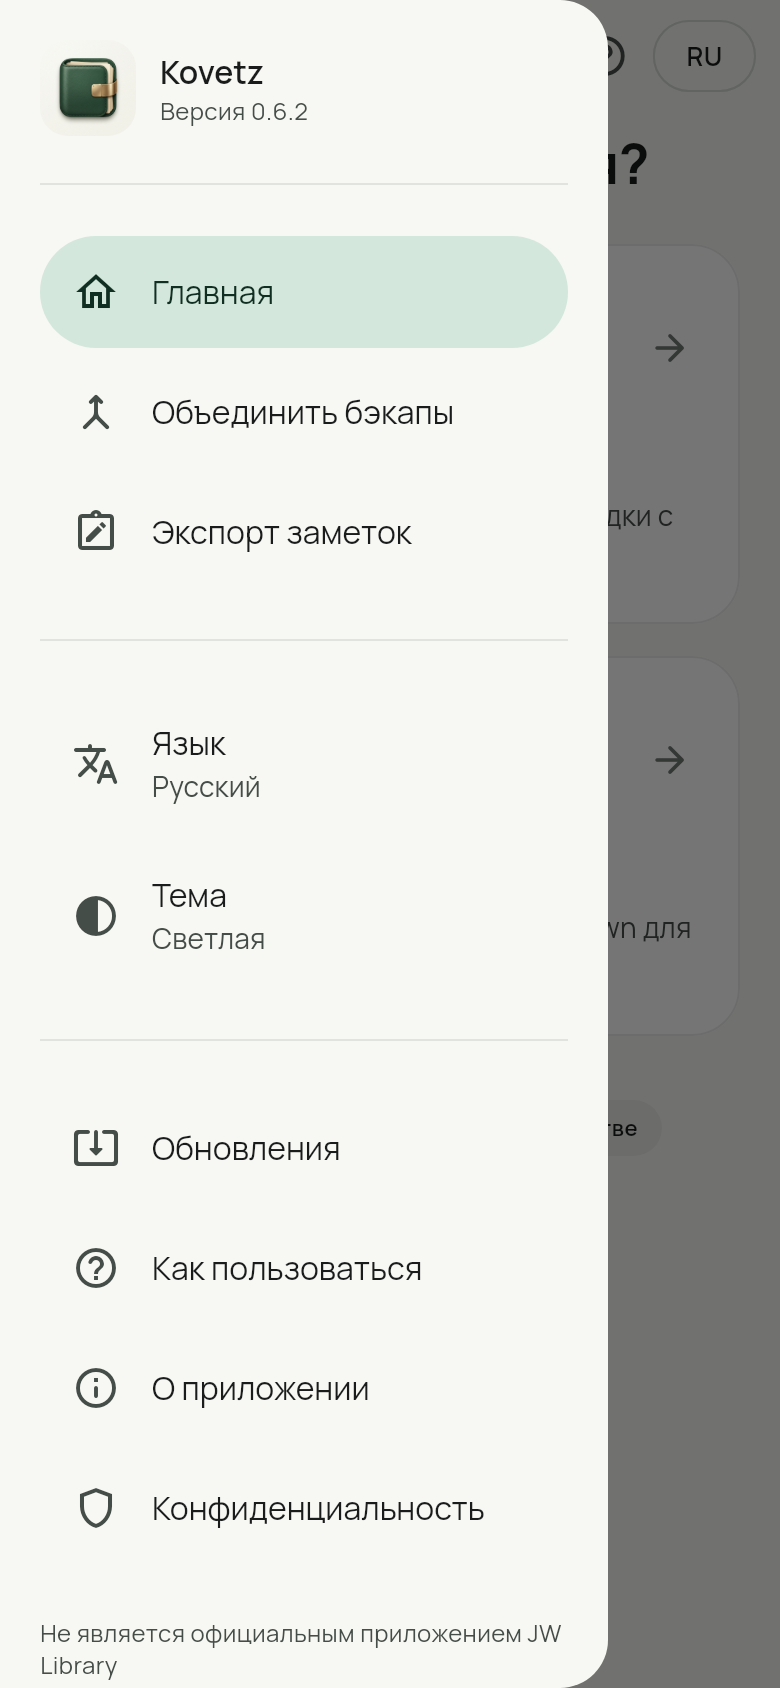 Kovetz
Версия 0.6.2
RU
?
Главная
Объединить бэкапы
Экспорт заметок
с
Язык
Русский
Тема
Светлая
для
Обновления
Как пользоваться
О приложении
Конфиденциальность
Не является официальным приложением JW
Library